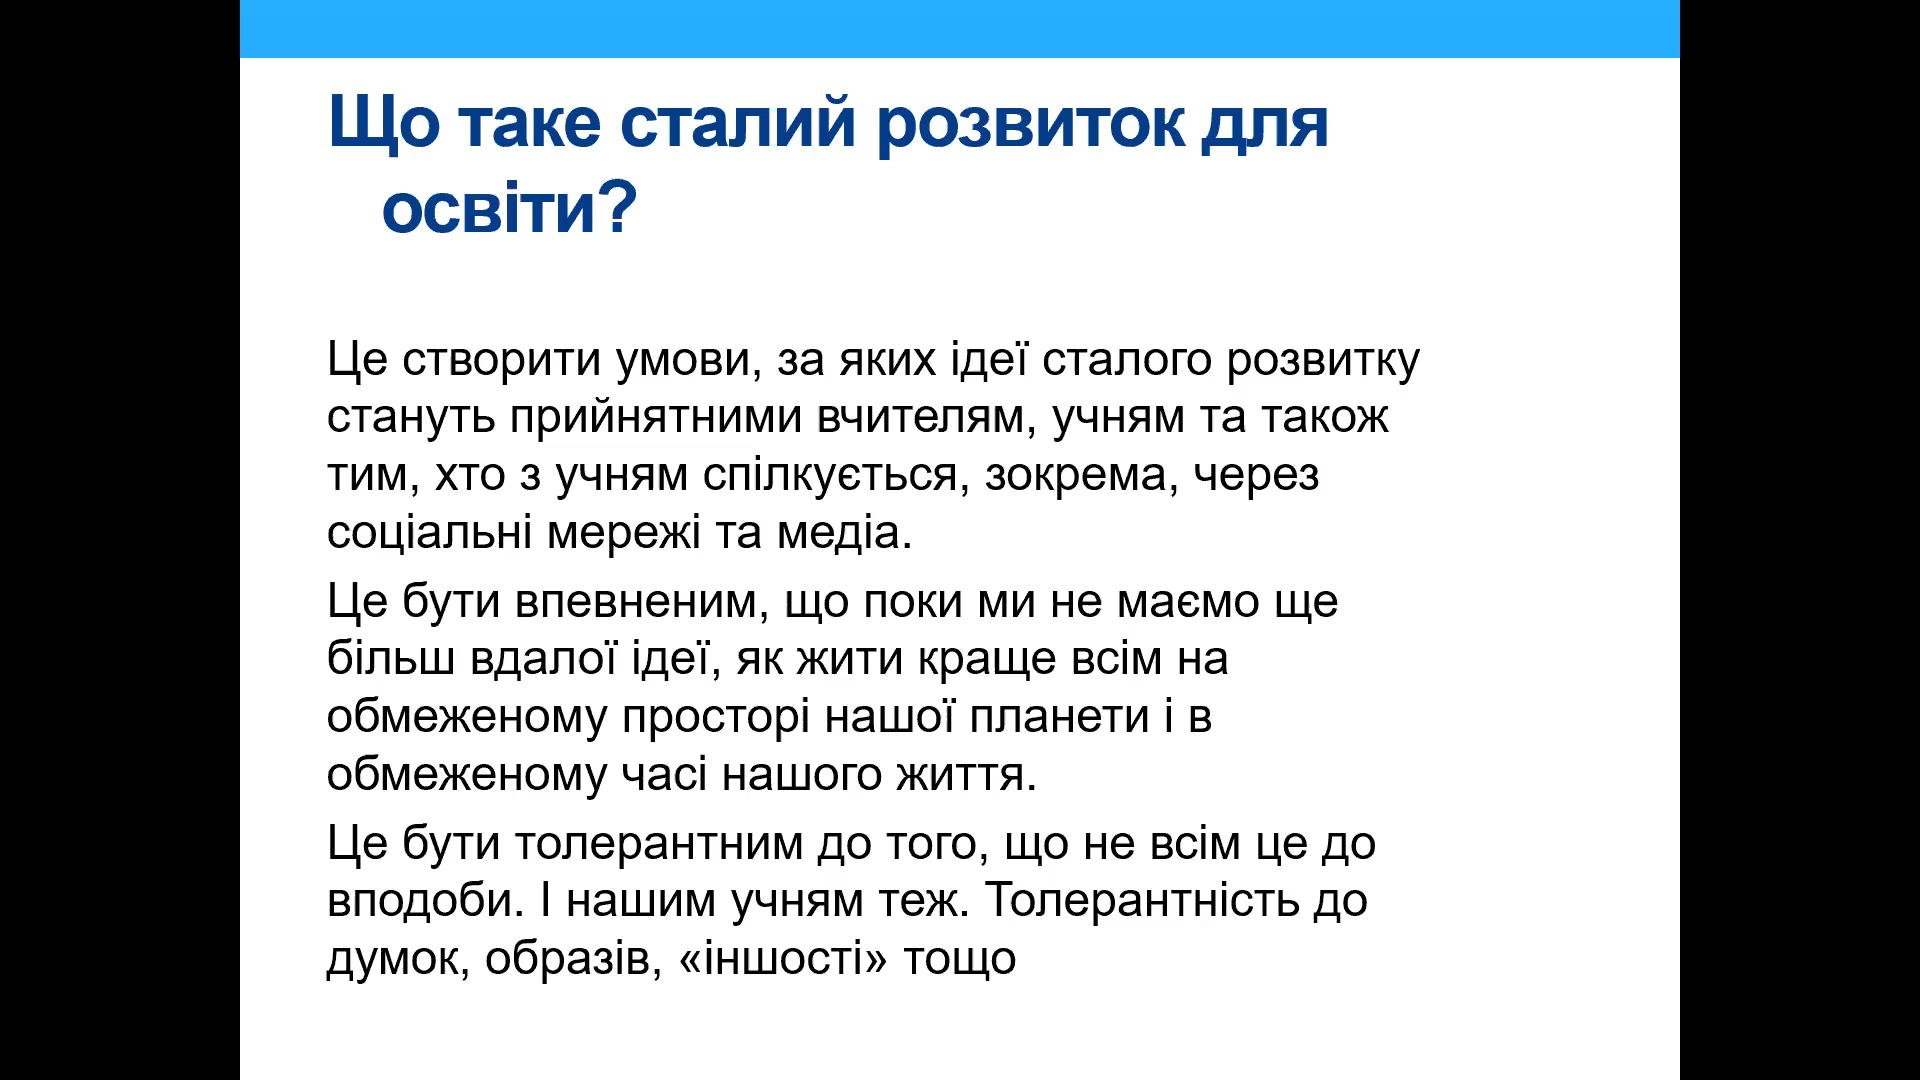 Що таке сталий розвиток для
освіти?
Це створити умови, за яких ідеї сталого розвитку
стануть прийнятними вчителям, учням та також
тим, хто з учням спілкується, зокрема, через
соціальні мережі та медіа.
Це бути впевненим, що поки ми не маємо ще
більш вдалої ідеї, як жити краще всім на
обмеженому просторі нашої планети і в
обмеженому часі нашого життя.
Це бути толерантним до того, що не всім це до
вподоби. І нашим учням теж. Толерантність до
думок, образів, «іншості» тощо